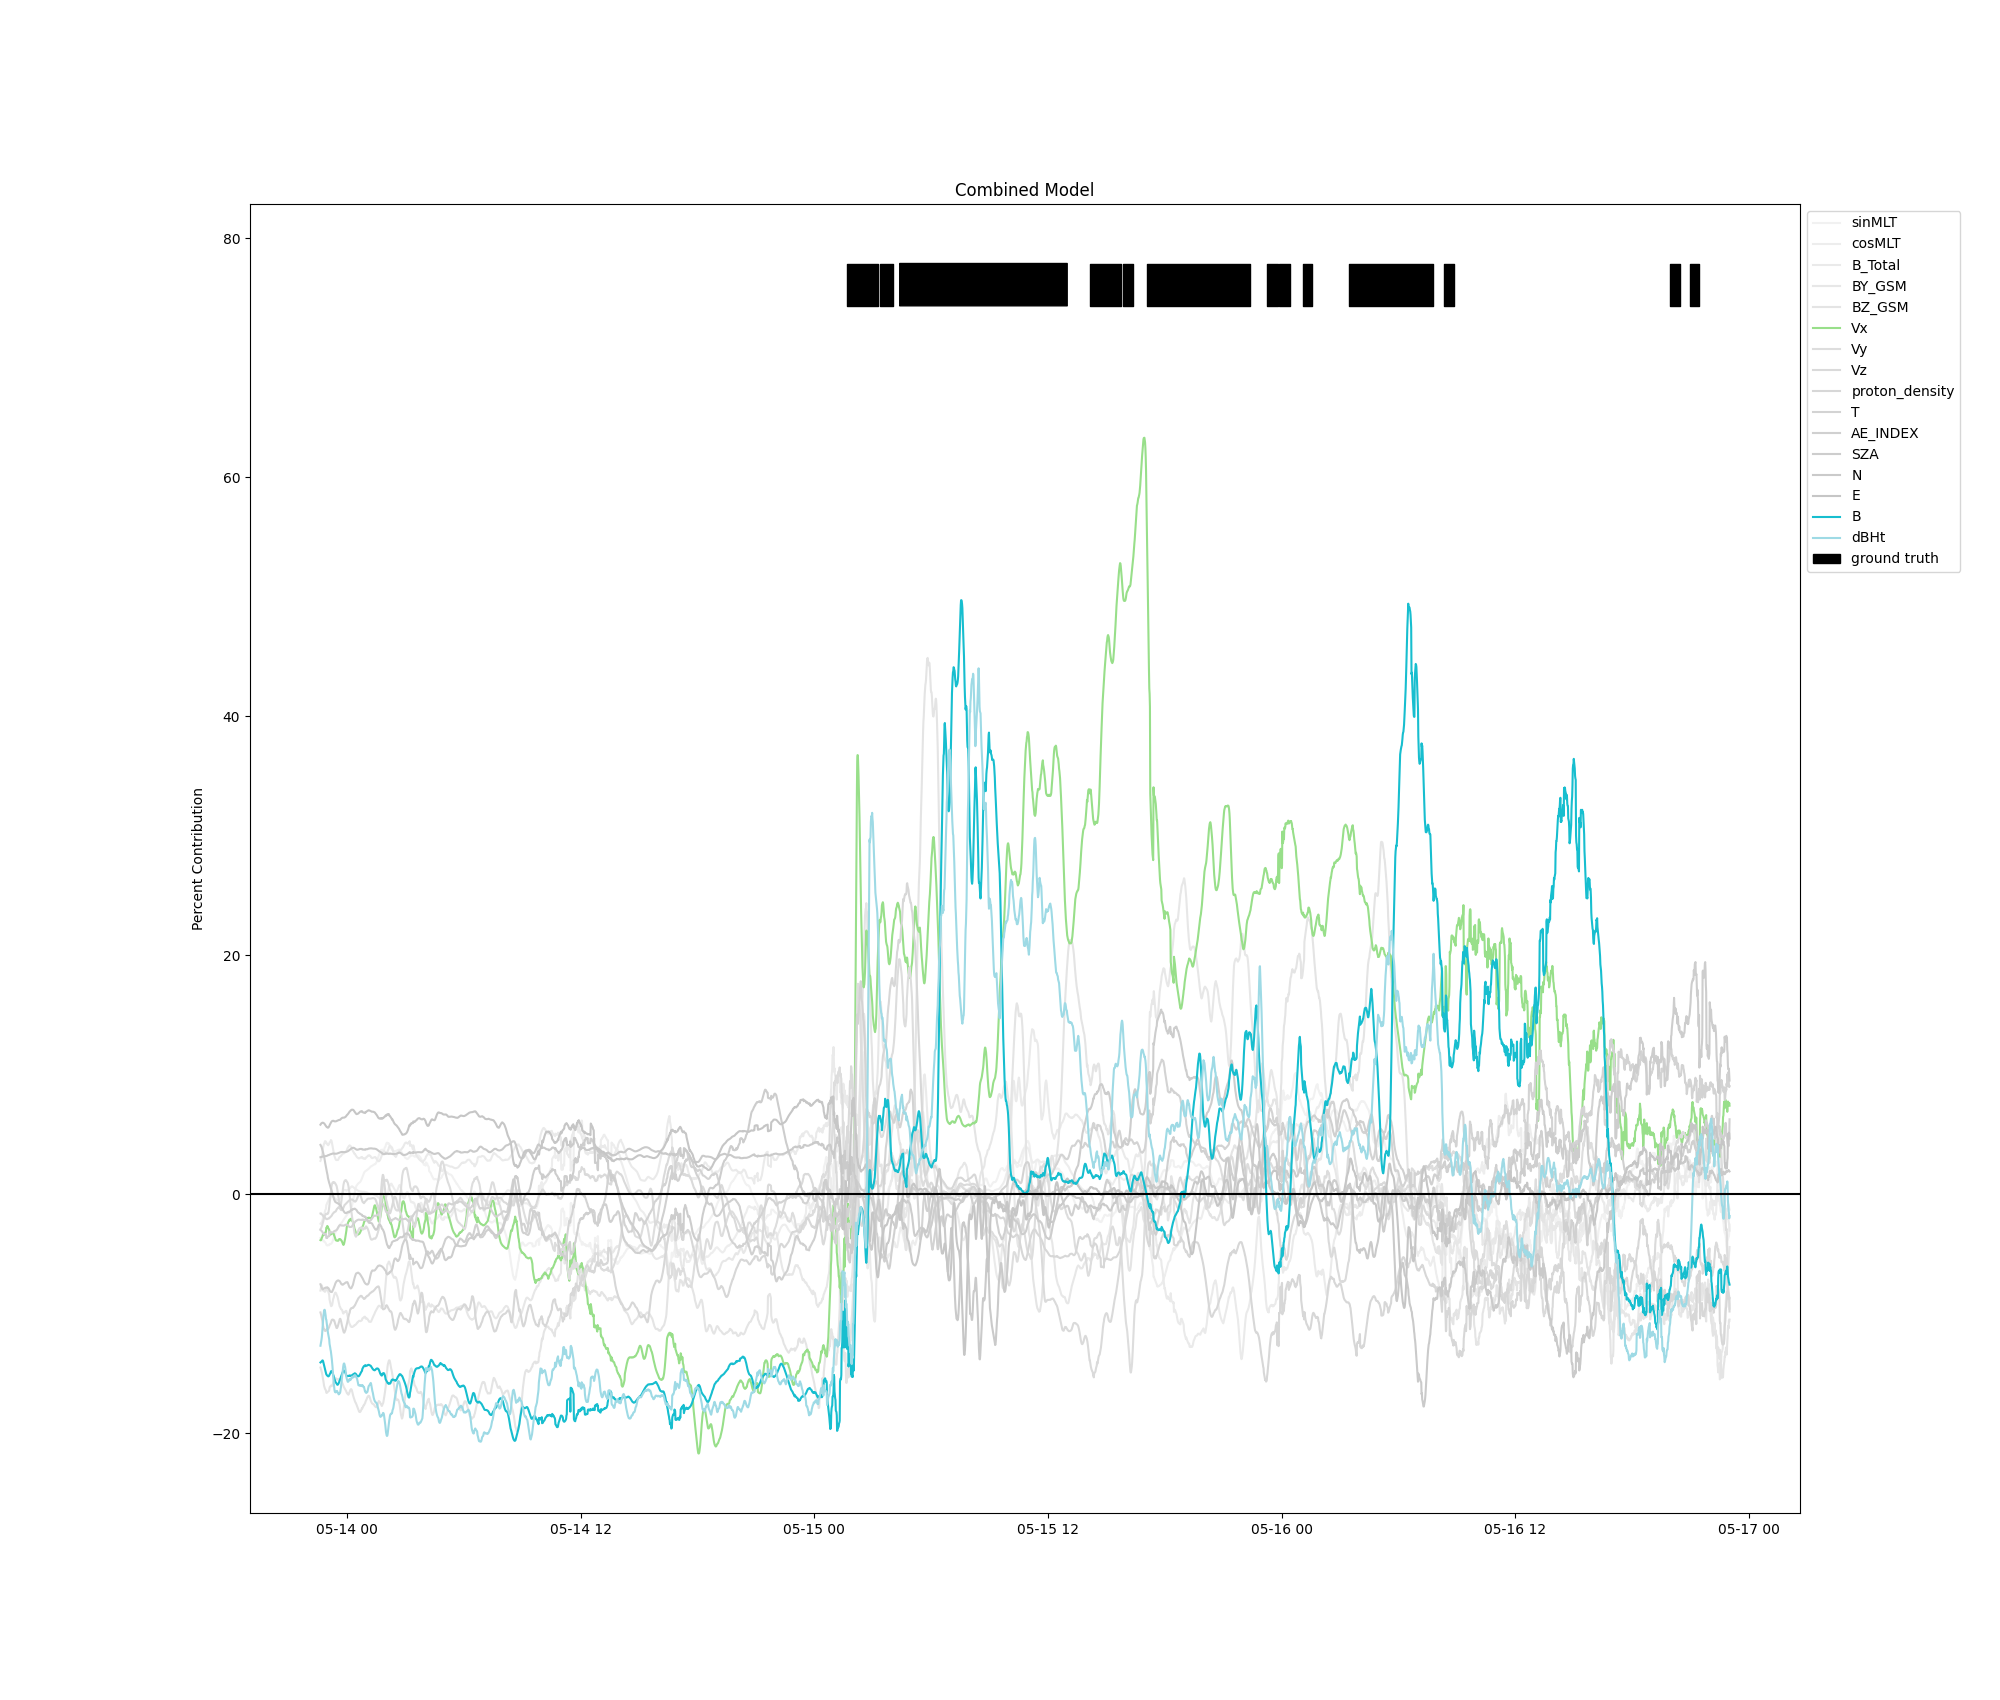 Combined Model
80
60
40
20
0
−20
Percent Contribution
05-14 00
05-14 12
05-15 00
05-15 12
05-16 00
05-16 12
05-17 00
sinMLT
cosMLT
B_Total
BY_GSM
BZ_GSM
Vx
Vy
Vz
proton_density
T
AE_INDEX
SZA
N
E
B
dBHt
ground truth